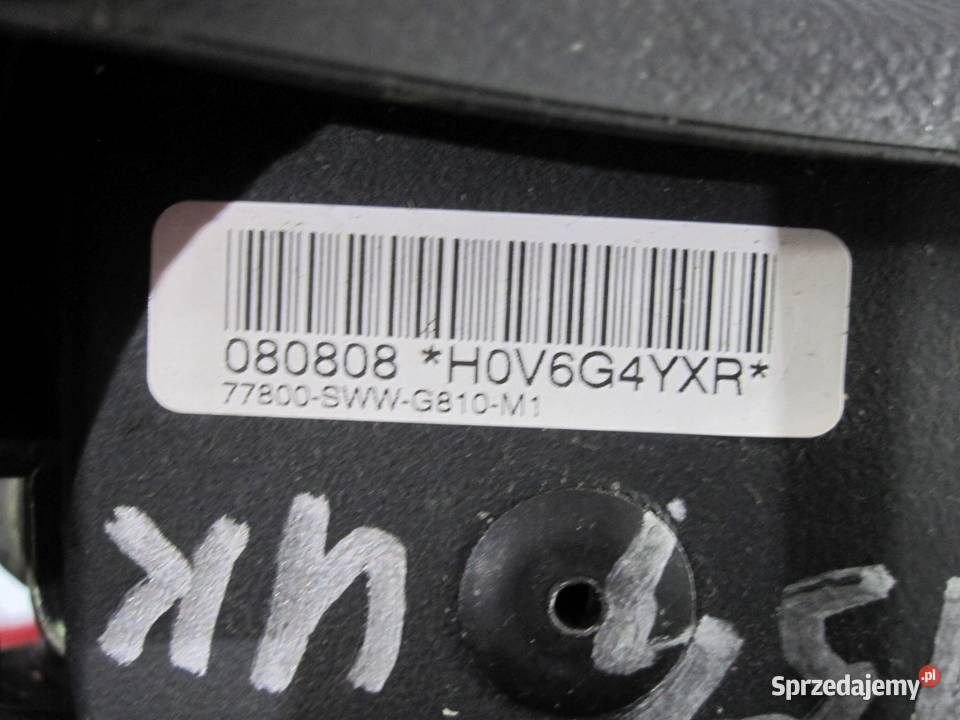 080808 *H0V6G4YXR*
77800-SWW-G810-M1
UK
Sprzedajemy.pl